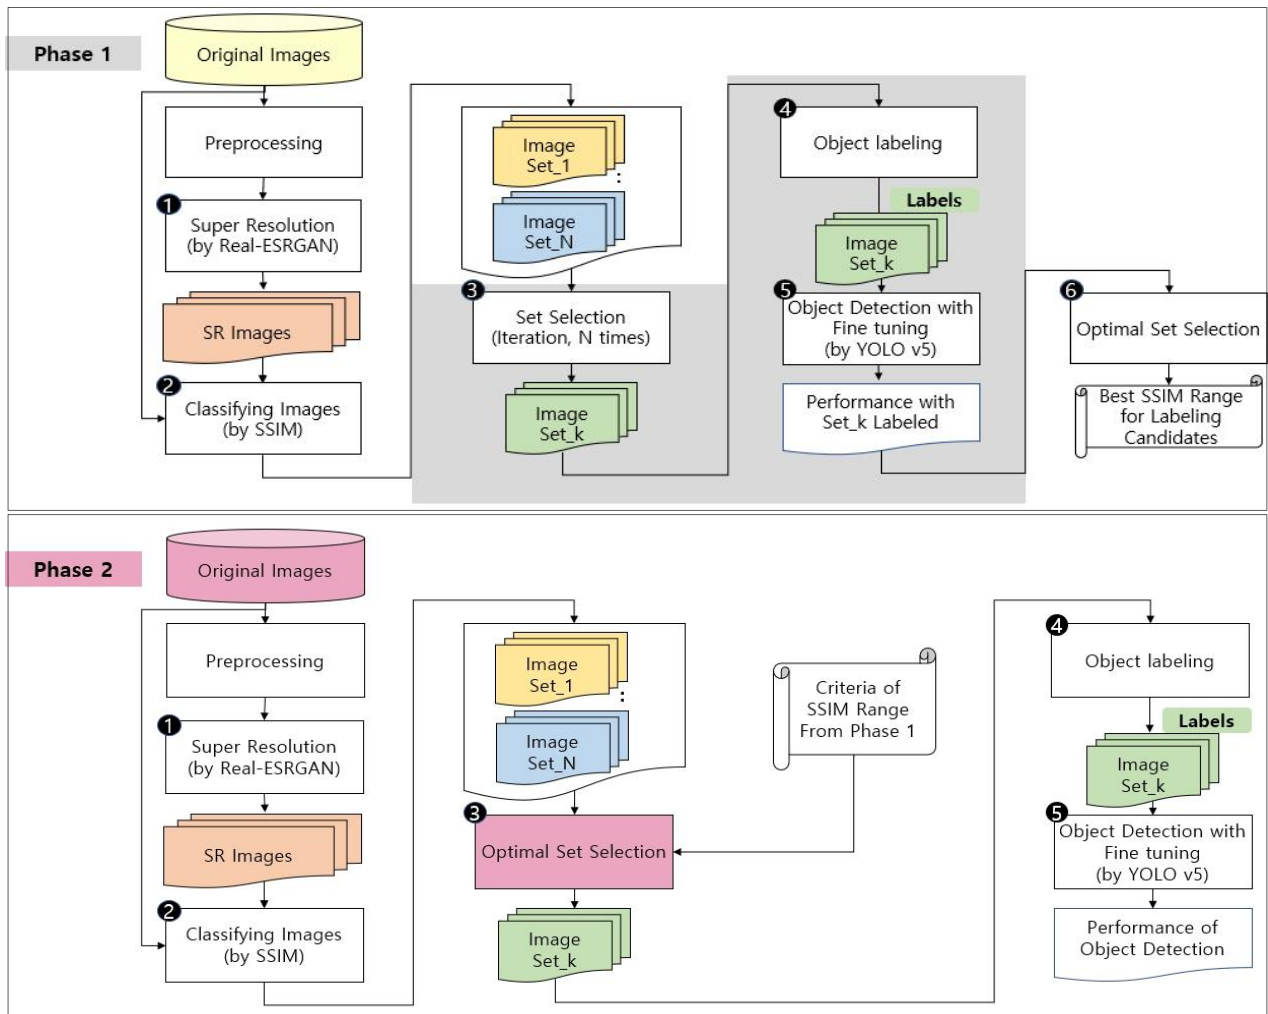 Phase 1
Original Images
Preprocessing
1
Super Resolution
(by Real-ESRGAN)
SR Images
2
Classifying Images
(by SSIM)
Image
Set_1
:
Image
Set_N
3
Set Selection
(Iteration, N times)
Image
Set_k
4
Object labeling
Labels
Image
Set_k
5
Object Detection with
Fine tuning
(by YOLO v5)
Performance with
Set_k Labeled
6
Optimal Set Selection
Best SSIM Range
for Labeling
Candidates
Phase 2
Original Images
Preprocessing
1
Super Resolution
(by Real-ESRGAN)
SR Images
2
Classifying Images
(by SSIM)
Image
Set_1
:
Image
Set_N
3
Optimal Set Selection
Image
Set_k
Criteria of
SSIM Range
From Phase 1
4
Object labeling
Labels
Image
Set_k
5
Object Detection with
Fine tuning
(by YOLO v5)
Performance of
Object Detection